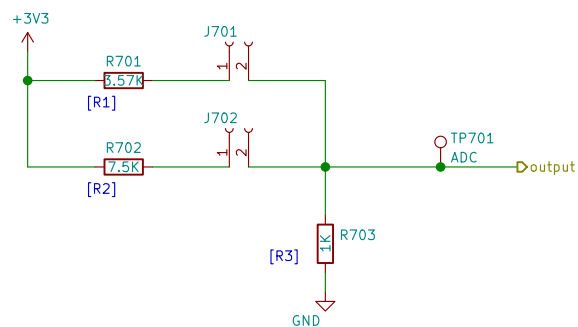 +3V3
J701
R701
1
2
3.57K
[R1]
J702
R702
1
2
7.5K
[R2]
TP701
ADC
output
R703
1K
[R3]
GND